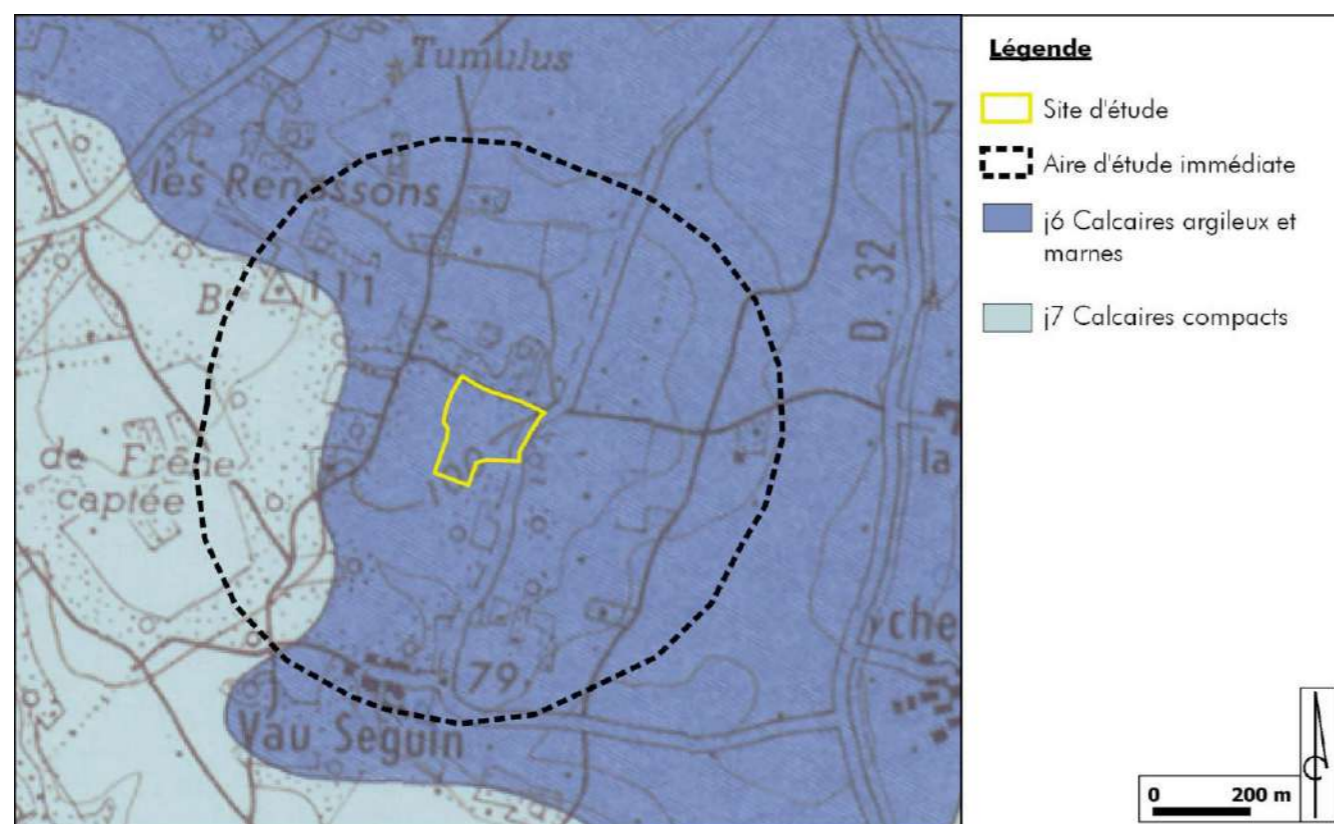 Tumulus
7
les Renassons
B
111
D. 32
la
de Frêne
captée
79
che
Vau Seguin
Légende
Site d'étude
Aire d'étude immédiate
j6 Calcaires argileux et
marnes
j7 Calcaires compacts
0 200 m